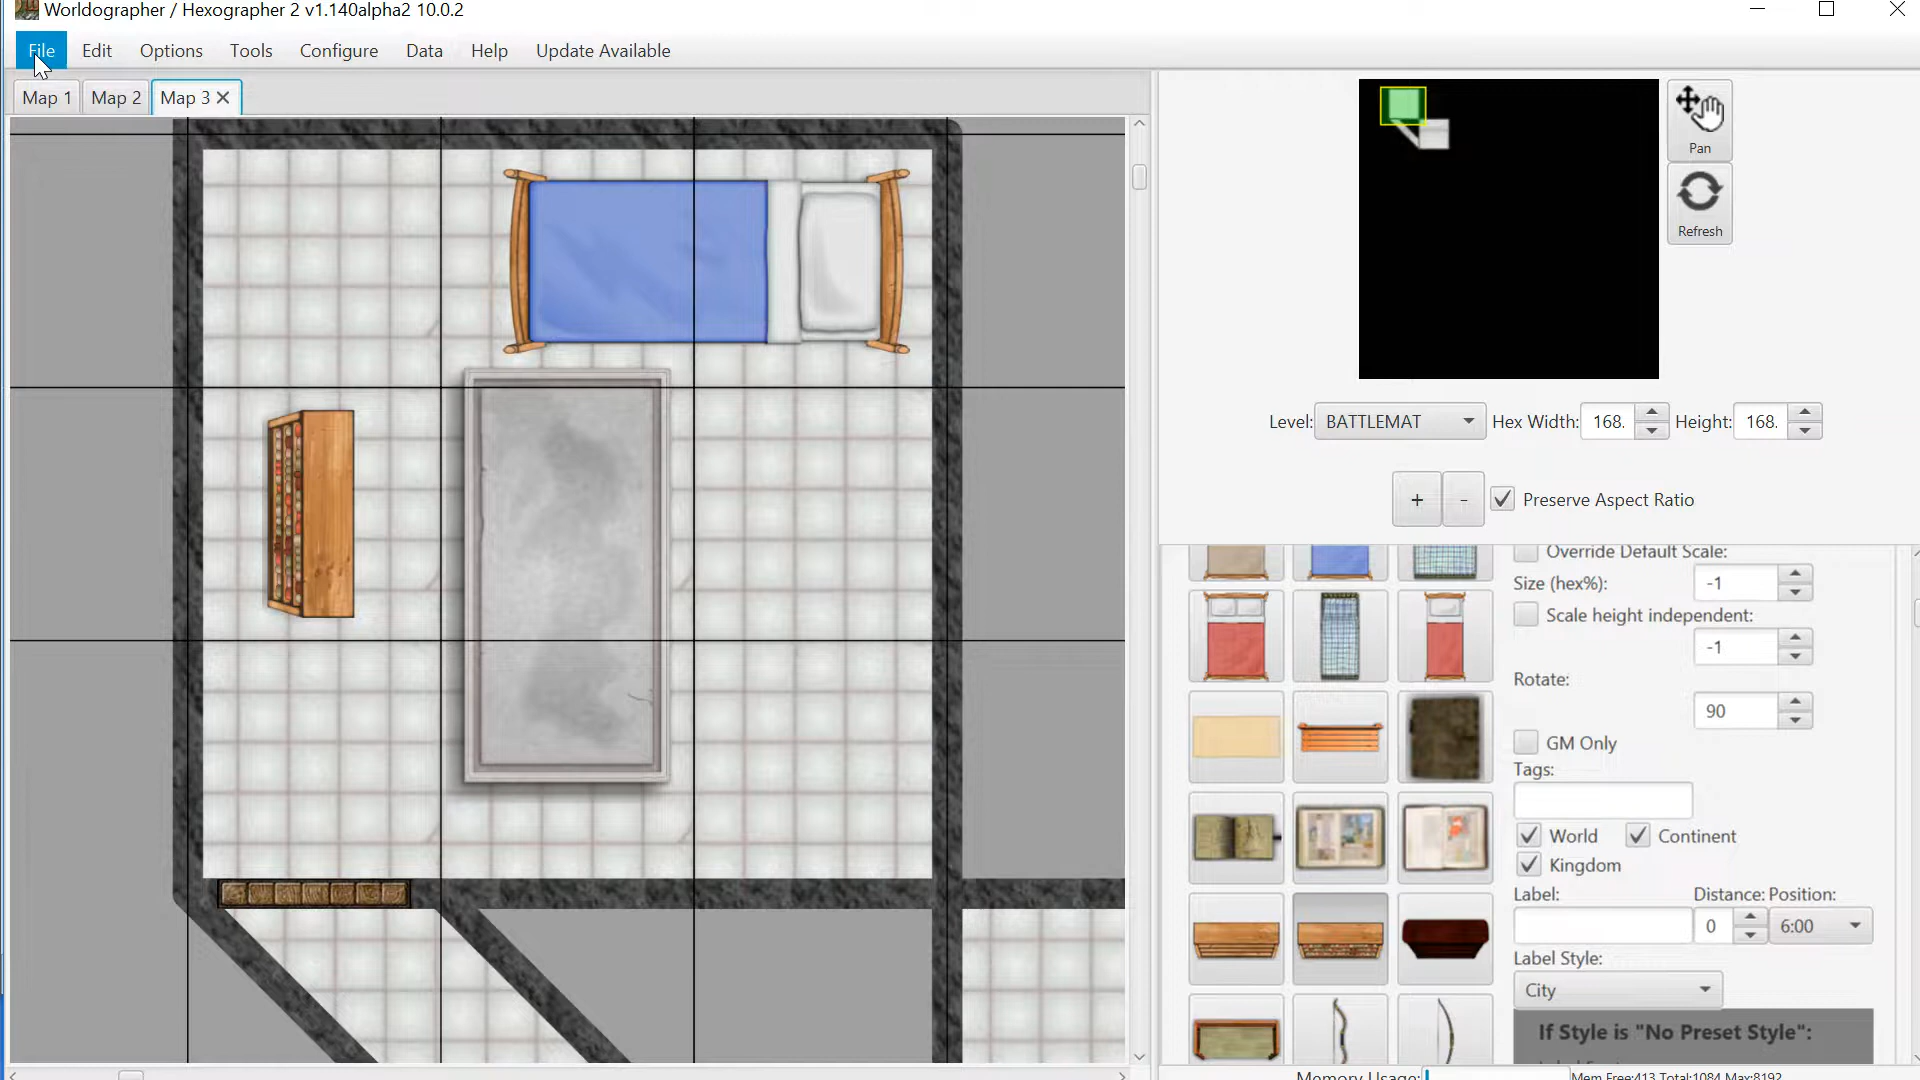 Worldographer / Hexographer 2 v1.140alpha2 10.0.2
File Edit Options Tools Configure Data Help Update Available
Map 1 Map 2 Map 3
Pan
Refresh
Level: BATTLEMAT Hex Width: 168. Height: 168.
+ - Preserve Aspect Ratio
Override Default Scale:
Size (hex%): -1
Scale height independent:
-1
Rotate:
90
GM Only
Tags:
World Continent
Kingdom
Label: Distance: Position:
0 6:00
Label Style:
City
If Style is "No Preset Style":
Memory Usage: Mem Free:413 Total:1084 Max:8192